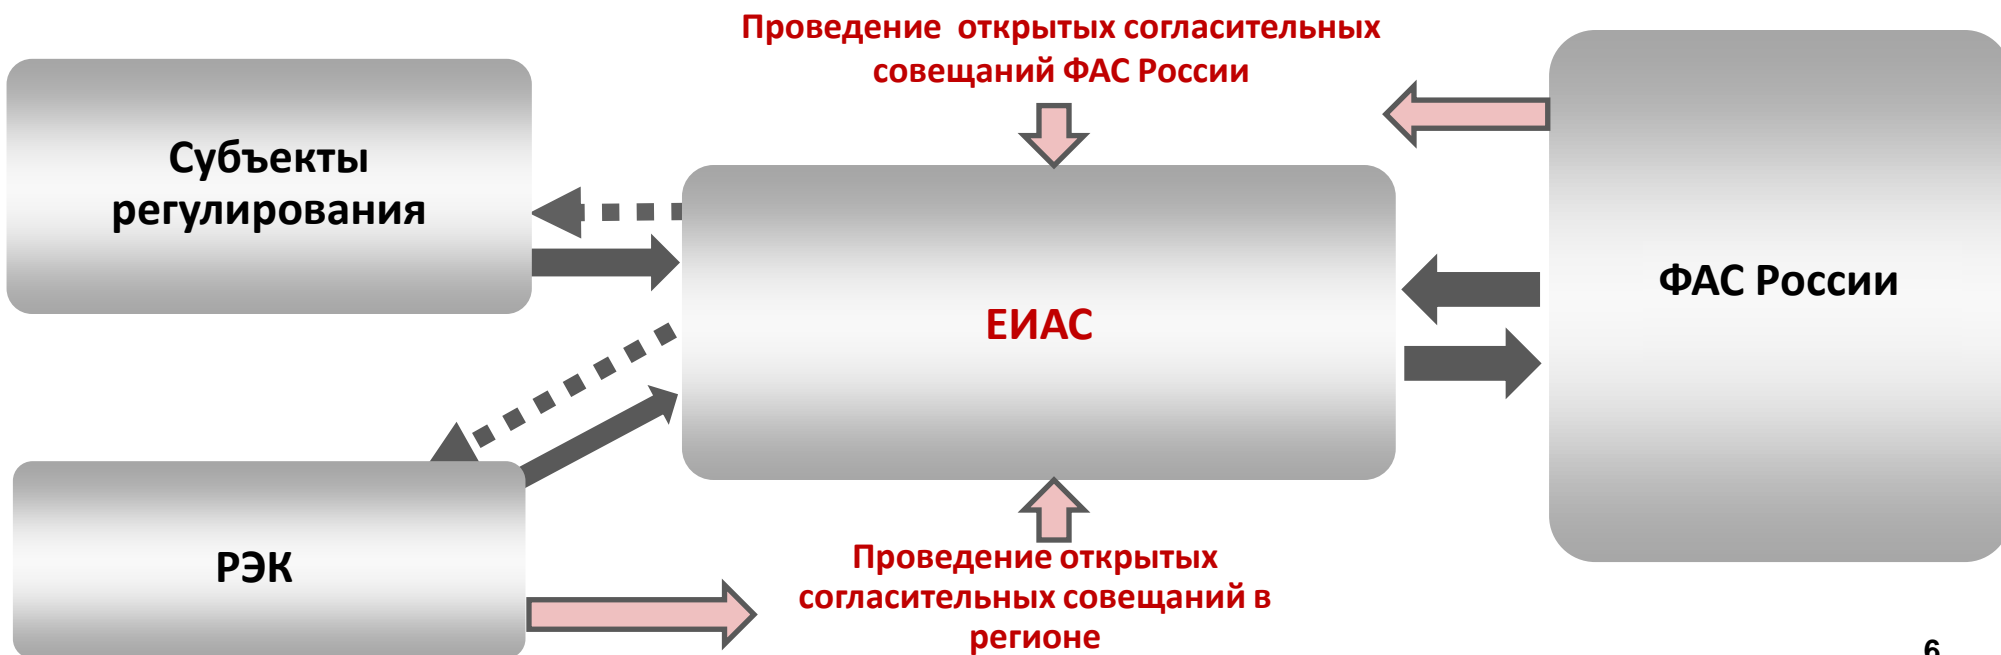 Проведение открытых согласительных
совещаний ФАС России
Субъекты
регулирования
ФАС России
ЕИАС
РЭК
Проведение открытых
согласительных совещаний в
регионе
6